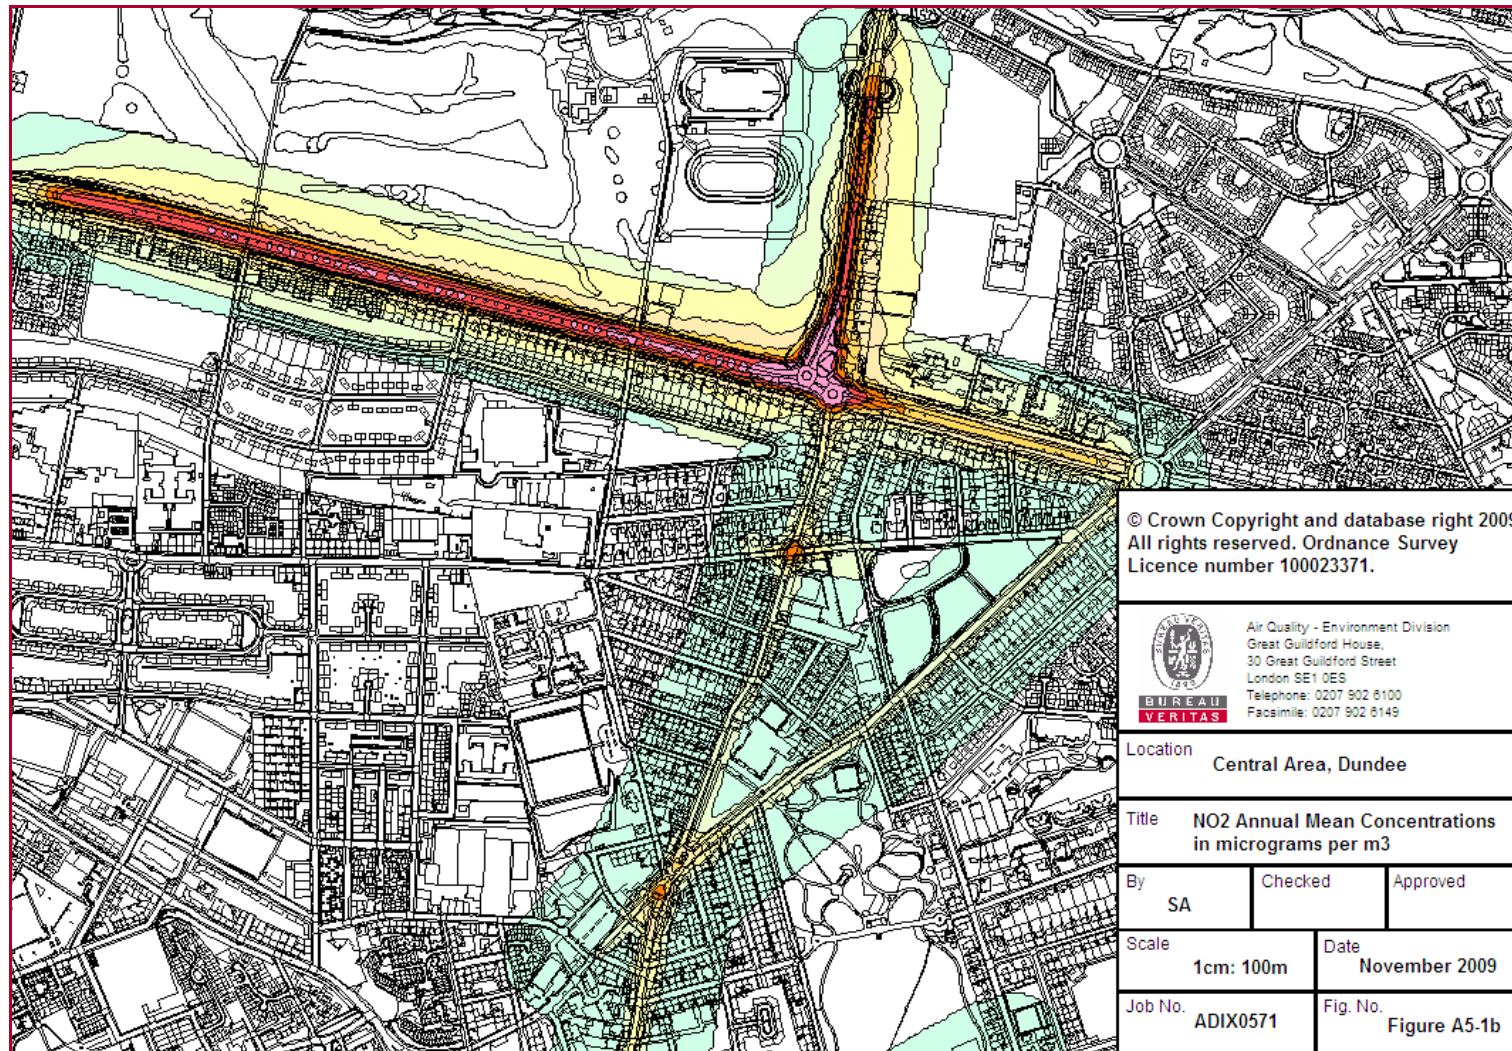 © Crown Copyright and database right 2009
All rights reserved. Ordnance Survey
Licence number 100023371.
BUREAU VERITAS
1828
BUREAU
VERITAS
Air Quality - Environment Division
Great Guildford House,
30 Great Guildford Street
London SE1 0ES
Telephone: 0207 902 6100
Facsimile: 0207 902 6149
Location
Central Area, Dundee
Title
NO2 Annual Mean Concentrations
in micrograms per m3
By
SA
Checked
Approved
Scale
1cm: 100m
Date
November 2009
Job No.
ADIX0571
Fig. No.
Figure A5-1b